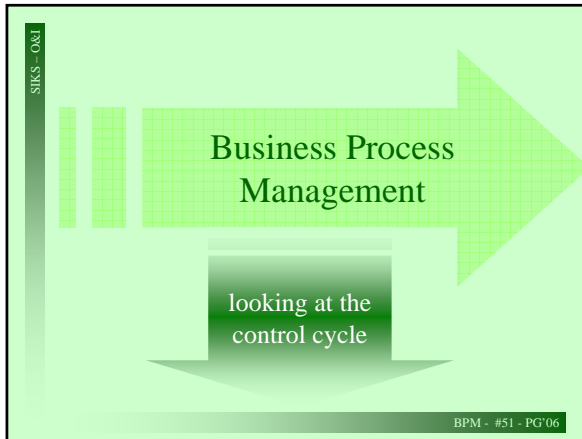 SIKS – O&I
Business Process
Management
looking at the
control cycle
BPM - #51 - PG'06